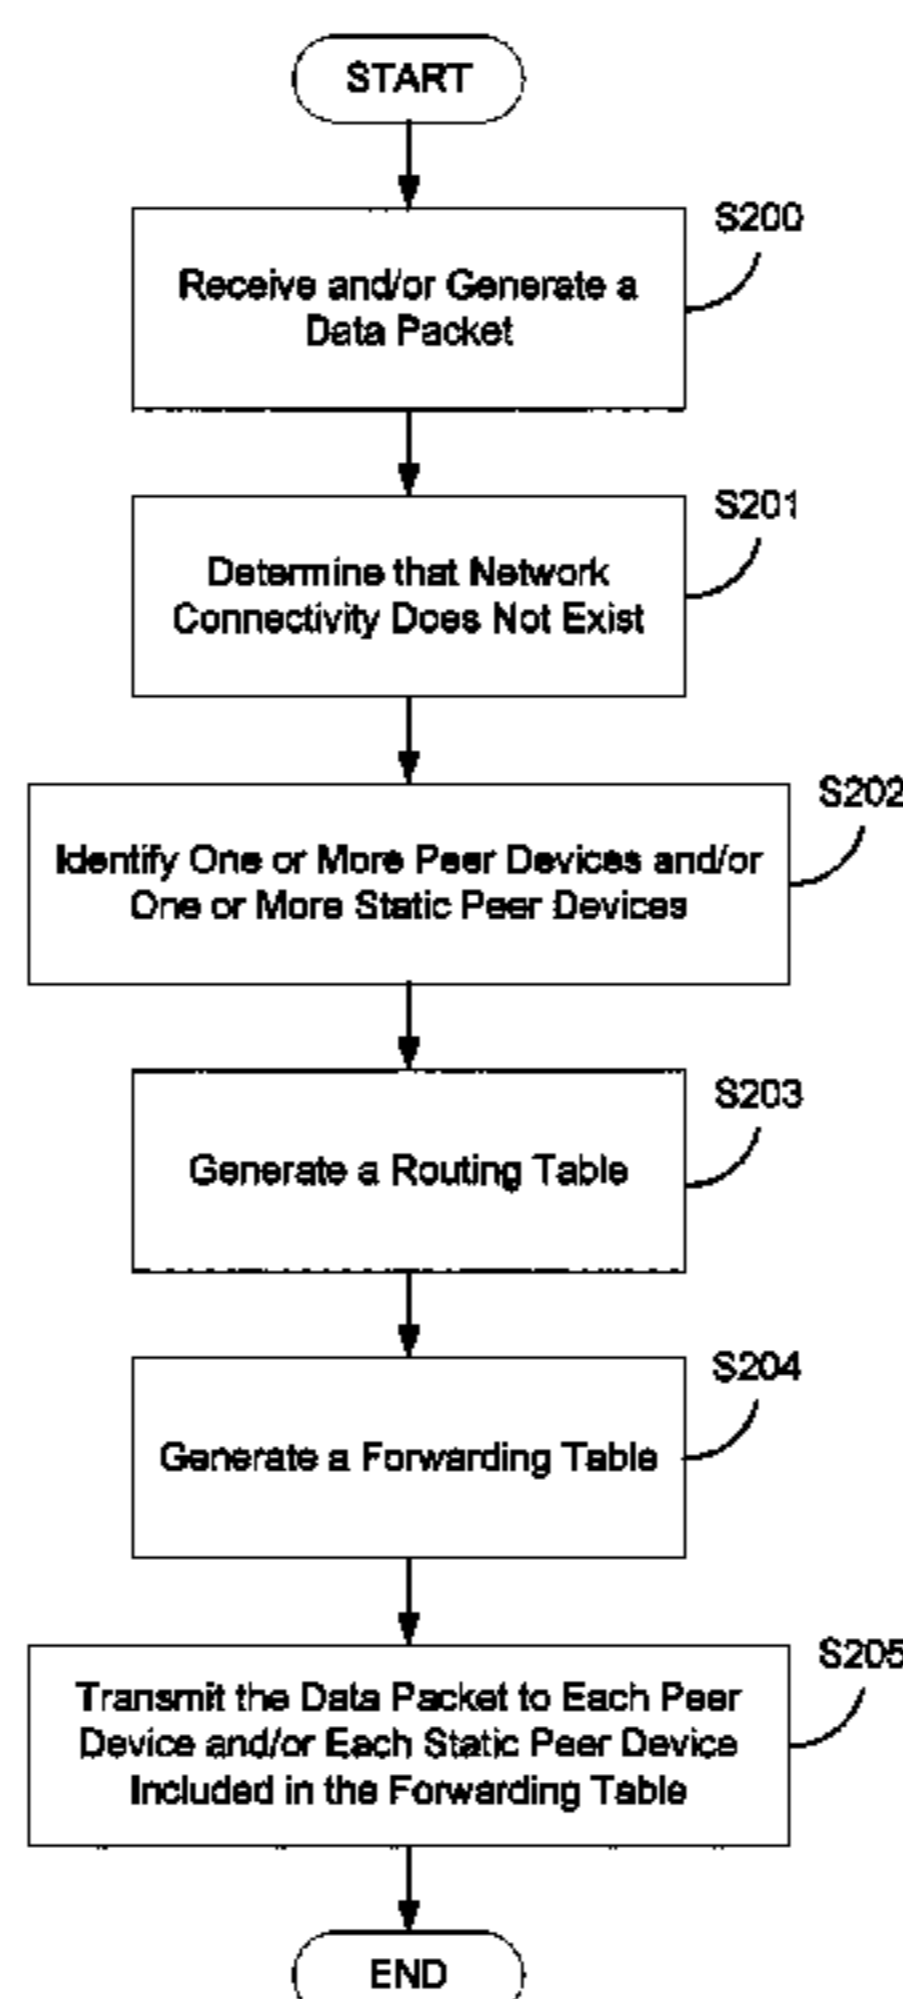 START
S200
Receive and/or Generate a
Data Packet
S201
Determine that Network
Connectivity Does Not Exist
S202
Identify One or More Peer Devices and/or
One or More Static Peer Devices
S203
Generate a Routing Table
S204
Generate a Forwarding Table
S205
Transmit the Data Packet to Each Peer
Device and/or Each Static Peer Device
Included in the Forwarding Table
END